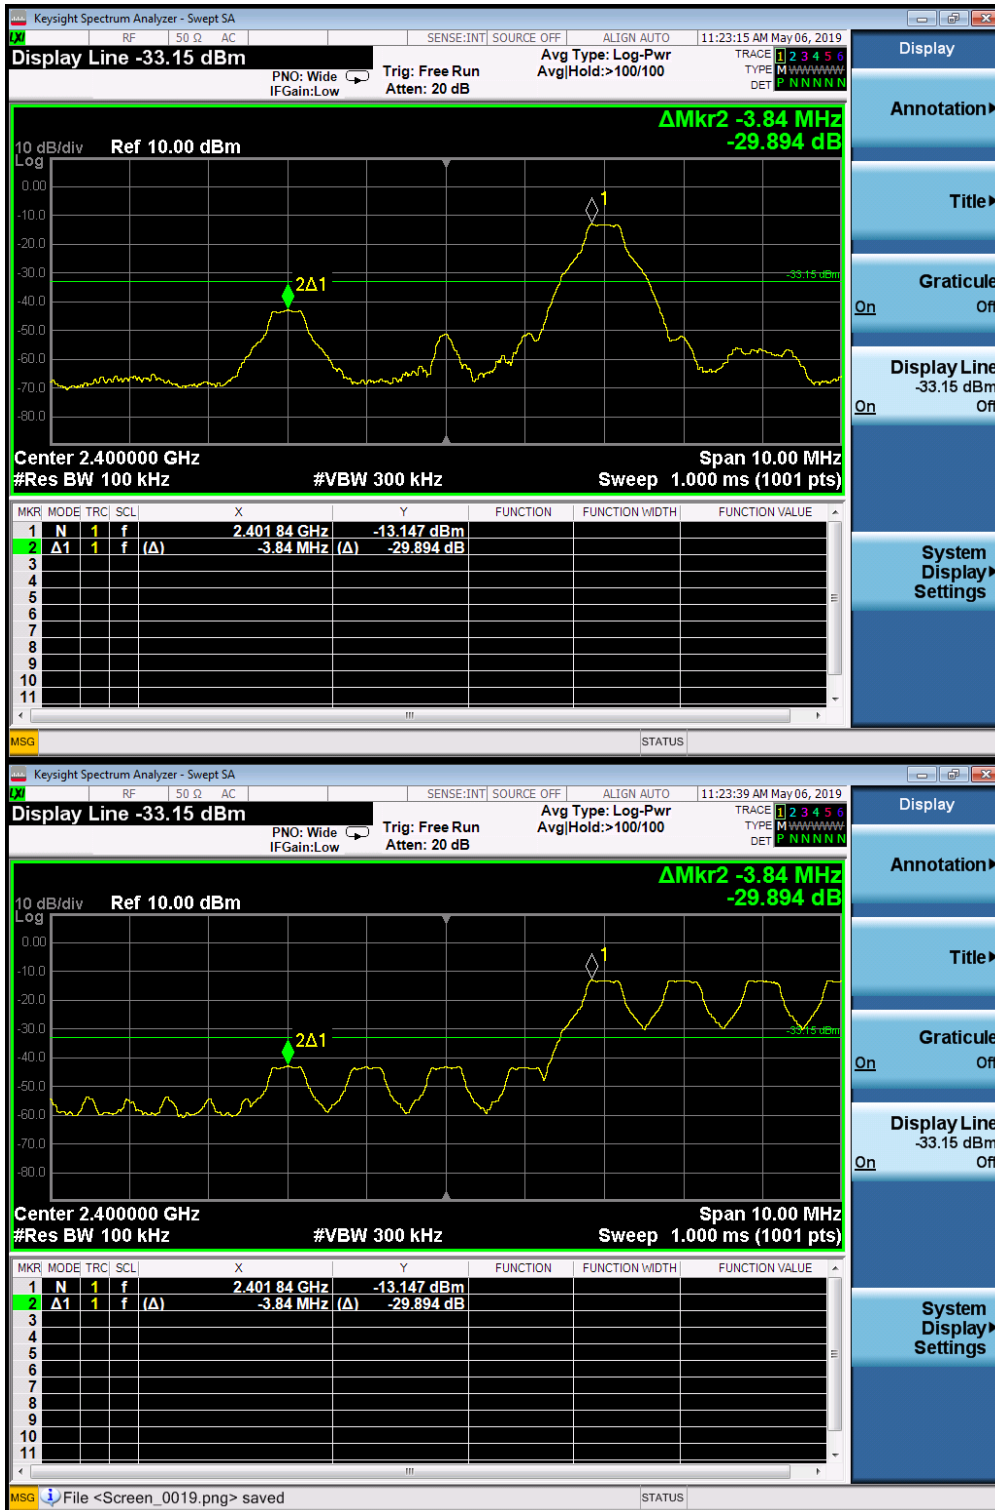 Keysight Spectrum Analyzer - Swept SA
LXI RF 50 Ω AC SENSE:INT SOURCE OFF ALIGN AUTO 11:23:15 AM May 06, 2019
Display Line -33.15 dBm
PNO: Wide
IFGain:Low
Trig: Free Run
Atten: 20 dB
Avg Type: Log-Pwr
Avg|Hold:>100/100
TRACE 1 2 3 4 5 6
TYPE M WWWWW
DET P N N N N N
ΔMkr2 -3.84 MHz
-29.894 dB
10 dB/div Ref 10.00 dBm
Log
0.00
-10.0
-20.0
-30.0
-40.0
-50.0
-60.0
-70.0
-80.0
1
2Δ1
-33.15 dBm
Center 2.400000 GHz Span 10.00 MHz
#Res BW 100 kHz #VBW 300 kHz Sweep 1.000 ms (1001 pts)
MKR MODE TRC SCL X Y FUNCTION FUNCTION WIDTH FUNCTION VALUE
1 N 1 f 2.401 84 GHz -13.147 dBm
2 Δ1 1 f (Δ) -3.84 MHz (Δ) -29.894 dB
3
4
5
6
7
8
9
10
11
MSG STATUS
Display
Annotation
Title
Graticule
On Off
Display Line
-33.15 dBm
On Off
System
Display
Settings
Keysight Spectrum Analyzer - Swept SA
LXI RF 50 Ω AC SENSE:INT SOURCE OFF ALIGN AUTO 11:23:39 AM May 06, 2019
Display Line -33.15 dBm
PNO: Wide
IFGain:Low
Trig: Free Run
Atten: 20 dB
Avg Type: Log-Pwr
Avg|Hold:>100/100
TRACE 1 2 3 4 5 6
TYPE M WWWWW
DET P N N N N N
ΔMkr2 -3.84 MHz
-29.894 dB
10 dB/div Ref 10.00 dBm
Log
0.00
-10.0
-20.0
-30.0
-40.0
-50.0
-60.0
-70.0
-80.0
1
2Δ1
-33.15 dBm
Center 2.400000 GHz Span 10.00 MHz
#Res BW 100 kHz #VBW 300 kHz Sweep 1.000 ms (1001 pts)
MKR MODE TRC SCL X Y FUNCTION FUNCTION WIDTH FUNCTION VALUE
1 N 1 f 2.401 84 GHz -13.147 dBm
2 Δ1 1 f (Δ) -3.84 MHz (Δ) -29.894 dB
3
4
5
6
7
8
9
10
11
MSG File <Screen_0019.png> saved STATUS
Display
Annotation
Title
Graticule
On Off
Display Line
-33.15 dBm
On Off
System
Display
Settings